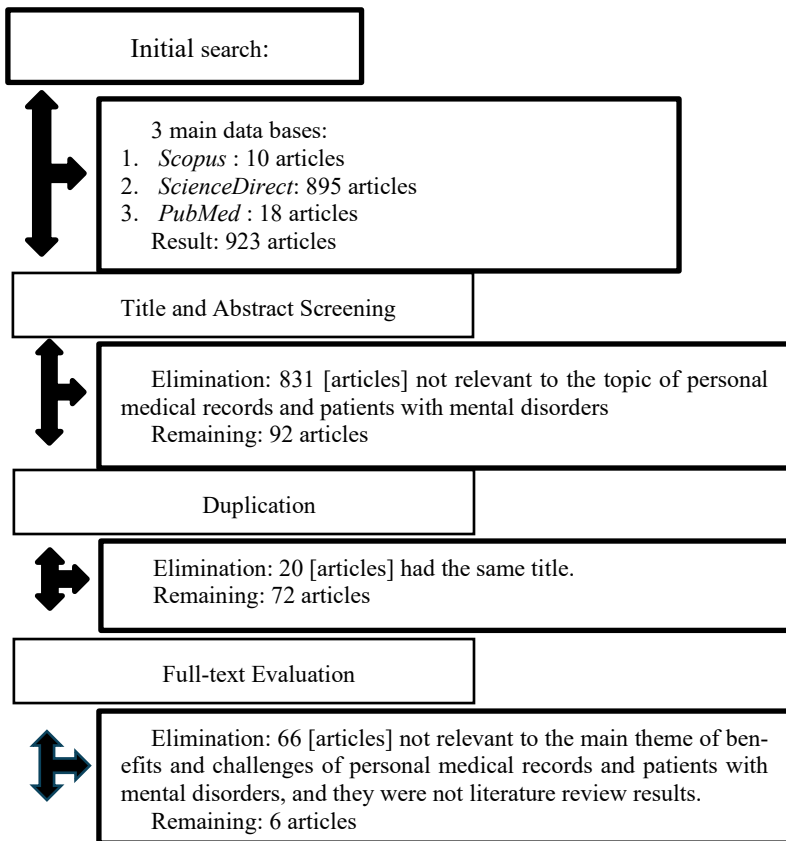 Initial search:
3 main data bases:
1. Scopus : 10 articles
2. ScienceDirect: 895 articles
3. PubMed : 18 articles
Result: 923 articles
Title and Abstract Screening
Elimination: 831 [articles] not relevant to the topic of personal
medical records and patients with mental disorders
Remaining: 92 articles
Duplication
Elimination: 20 [articles] had the same title.
Remaining: 72 articles
Full-text Evaluation
Elimination: 66 [articles] not relevant to the main theme of ben-
efits and challenges of personal medical records and patients with
mental disorders, and they were not literature review results.
Remaining: 6 articles